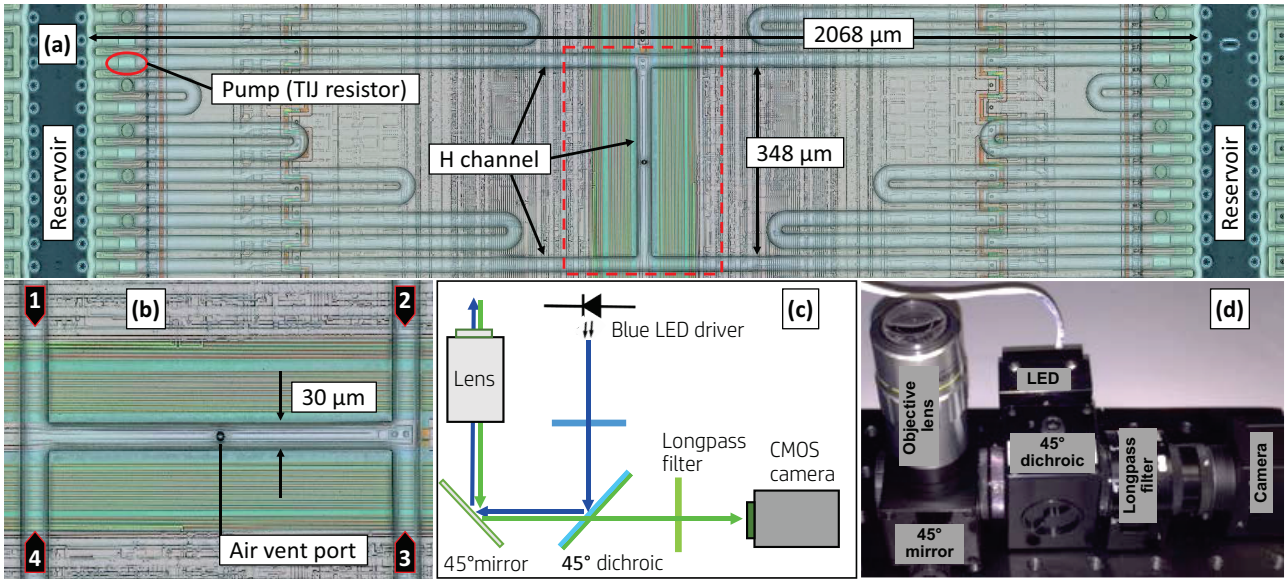 (a)
2068 µm
Pump (TIJ resistor)
H channel
348 µm
Reservoir
Reservoir
(b)
1
2
30 µm
Air vent port
4
3
(c)
Blue LED driver
Lens
Longpass
filter
CMOS
camera
45°mirror
45° dichroic
(d)
LED
Objective
lens
45°
dichroic
Longpass
filter
Camera
45°
mirror